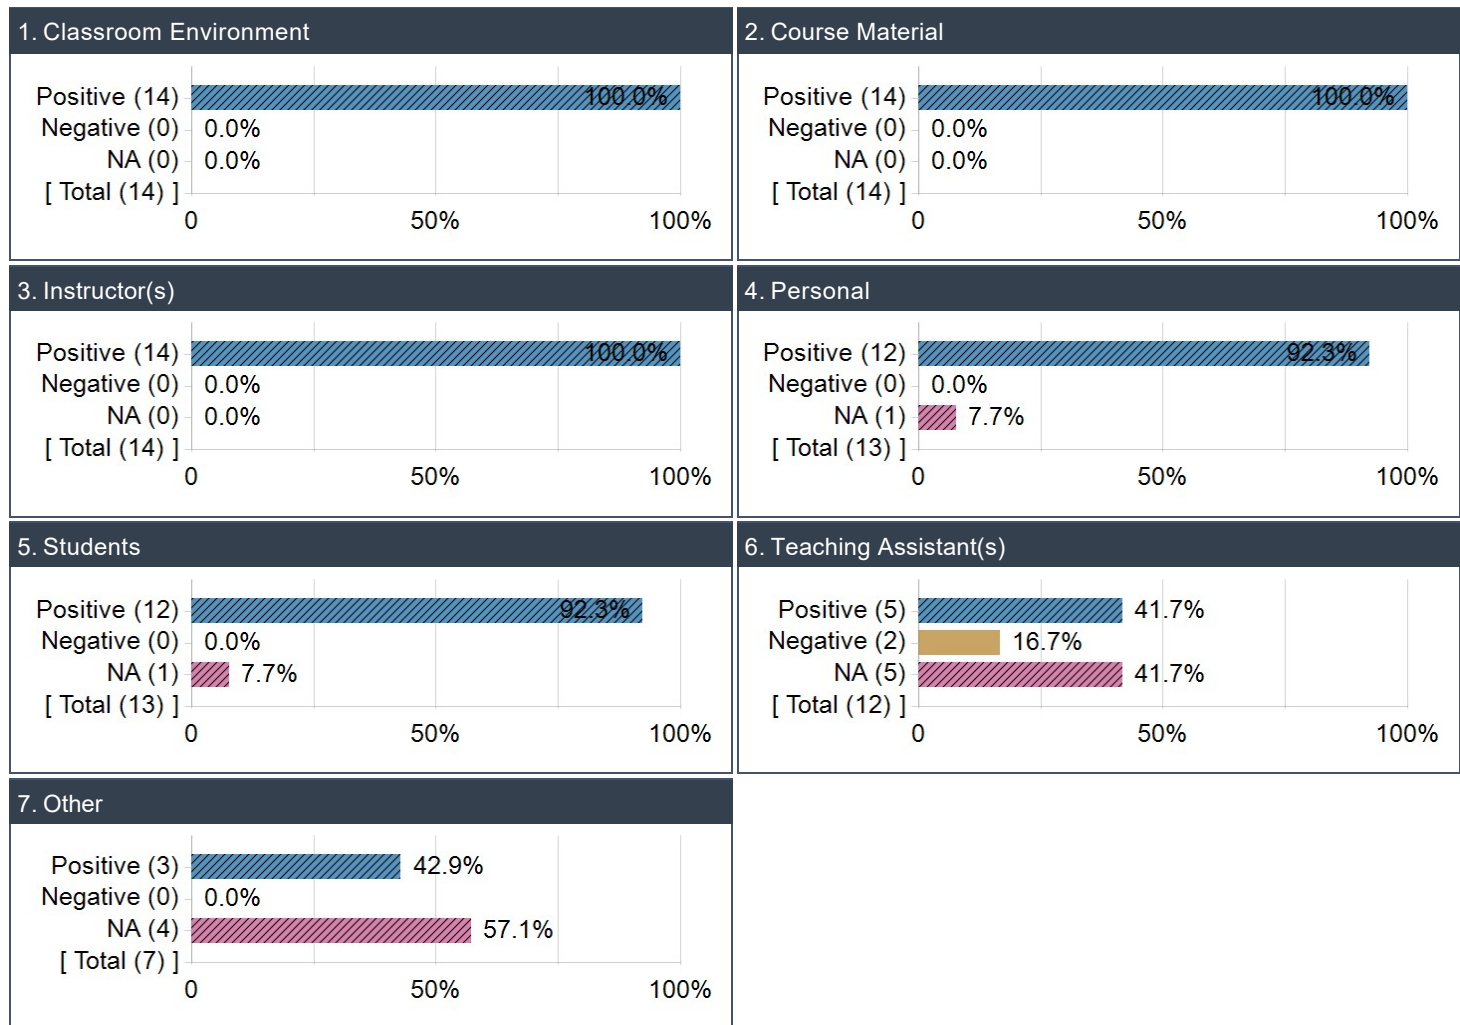 1. Classroom Environment
Positive (14) 100.0%
Negative (0) 0.0%
NA (0) 0.0%
[ Total (14) ]
0 50% 100%
2. Course Material
Positive (14) 100.0%
Negative (0) 0.0%
NA (0) 0.0%
[ Total (14) ]
0 50% 100%
3. Instructor(s)
Positive (14) 100.0%
Negative (0) 0.0%
NA (0) 0.0%
[ Total (14) ]
0 50% 100%
4. Personal
Positive (12) 92.3%
Negative (0) 0.0%
NA (1) 7.7%
[ Total (13) ]
0 50% 100%
5. Students
Positive (12) 92.3%
Negative (0) 0.0%
NA (1) 7.7%
[ Total (13) ]
0 50% 100%
6. Teaching Assistant(s)
Positive (5) 41.7%
Negative (2) 16.7%
NA (5) 41.7%
[ Total (12) ]
0 50% 100%
7. Other
Positive (3) 42.9%
Negative (0) 0.0%
NA (4) 57.1%
[ Total (7) ]
0 50% 100%